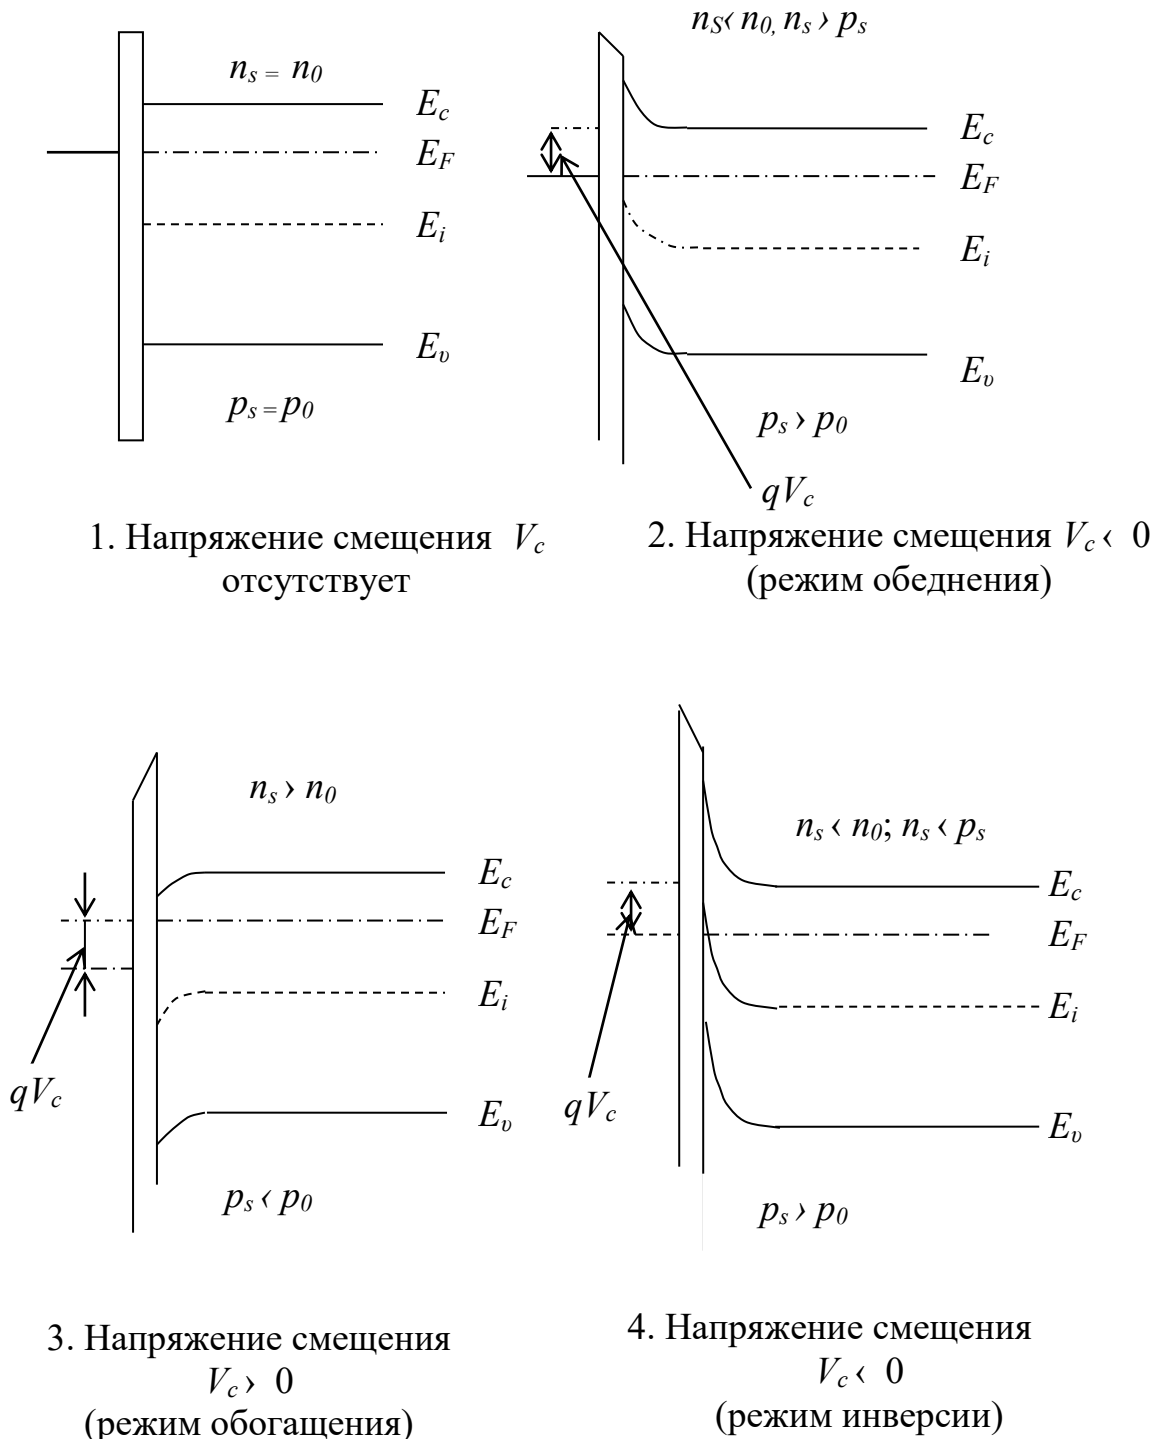 n_s = n_0
E_c
E_F
E_i
E_υ
p_s = p_0
1. Напряжение смещения V_c
отсутствует
n_S‹ n_0, n_s › p_s
E_c
E_F
E_i
E_υ
p_s › p_0
qV_c
2. Напряжение смещения V_c ‹ 0
(режим обеднения)
n_s › n_0
E_c
E_F
E_i
qV_c
E_υ
p_s ‹ p_0
3. Напряжение смещения
V_c › 0
(режим обогащения)
n_s ‹ n_0; n_s ‹ p_s
E_c
E_F
E_i
qV_c
E_υ
p_s › p_0
4. Напряжение смещения
V_c ‹ 0
(режим инверсии)